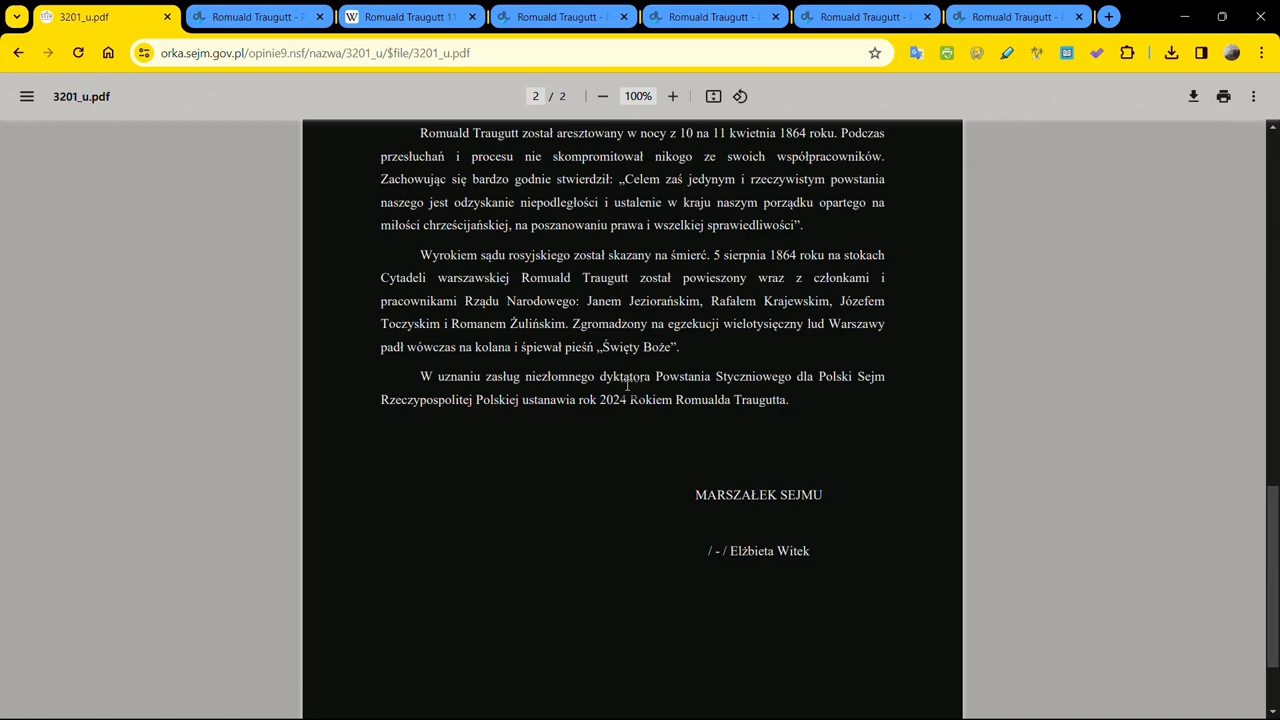 3201_u.pdf
Romuald Traugutt - F
Romuald Traugutt 11
Romuald Traugutt - F
Romuald Traugutt - F
Romuald Traugutt - F
Romuald Traugutt - F
orka.sejm.gov.pl/opinie9.nsf/nazwa/3201_u/$file/3201_u.pdf
3201_u.pdf
2 / 2
100%
Romuald Traugutt został aresztowany w nocy z 10 na 11 kwietnia 1864 roku. Podczas
przesłuchań i procesu nie skompromitował nikogo ze swoich współpracowników.
Zachowując się bardzo godnie stwierdził: „Celem zaś jedynym i rzeczywistym powstania
naszego jest odzyskanie niepodległości i ustalenie w kraju naszym porządku opartego na
miłości chrześcijańskiej, na poszanowaniu prawa i wszelkiej sprawiedliwości”.
Wyrokiem sądu rosyjskiego został skazany na śmierć. 5 sierpnia 1864 roku na stokach
Cytadeli warszawskiej Romuald Traugutt został powieszony wraz z członkami i
pracownikami Rządu Narodowego: Janem Jeziorańskim, Rafałem Krajewskim, Józefem
Toczyskim i Romanem Żulińskim. Zgromadzony na egzekucji wielotysięczny lud Warszawy
padł wówczas na kolana i śpiewał pieśń „Święty Boże”.
W uznaniu zasług niezłomnego dyktatora Powstania Styczniowego dla Polski Sejm
Rzeczypospolitej Polskiej ustanawia rok 2024 Rokiem Romualda Traugutta.
MARSZAŁEK SEJMU
/ - / Elżbieta Witek